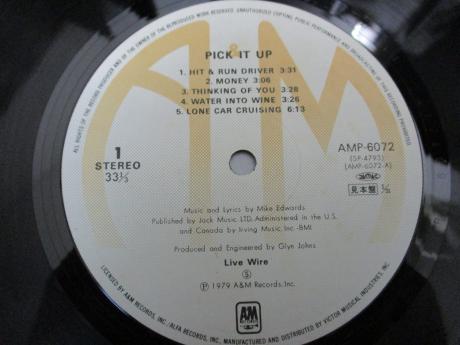 ALL RIGHTS OF THE RECORD PRODUCER AND OF THE OWNER OF THE WORK REPRODUCED RESERVED. UNAUTHORIZED COPYING, PUBLIC PERFORMANCE AND BROADCASTING OF THIS RECORD PROHIBITED.
A&M
PICK IT UP
1. HIT & RUN DRIVER 3:31
2. MONEY 3:06
3. THINKING OF YOU 3:58
4. WATER INTO WINE 3:26
5. LONE CAR CRUISING 6:13
1
STEREO
33⅓
AMP-6072
(SP-4793)
(AMP-6072-A)
見本盤
Music and Lyrics by Mike Edwards
Published by Jack Music LTD. Administered in the U.S.
and Canada by Irving Music, Inc.-BMI
Produced and Engineered by Glyn Johns
Live Wire
Ⓢ
Ⓟ 1979 A&M Records, Inc.
A&M
RECORDS
LICENSED BY A&M RECORDS, INC./ALFA RECORDS, INC. MANUFACTURED AND DISTRIBUTED BY VICTOR MUSICAL INDUSTRIES, INC.